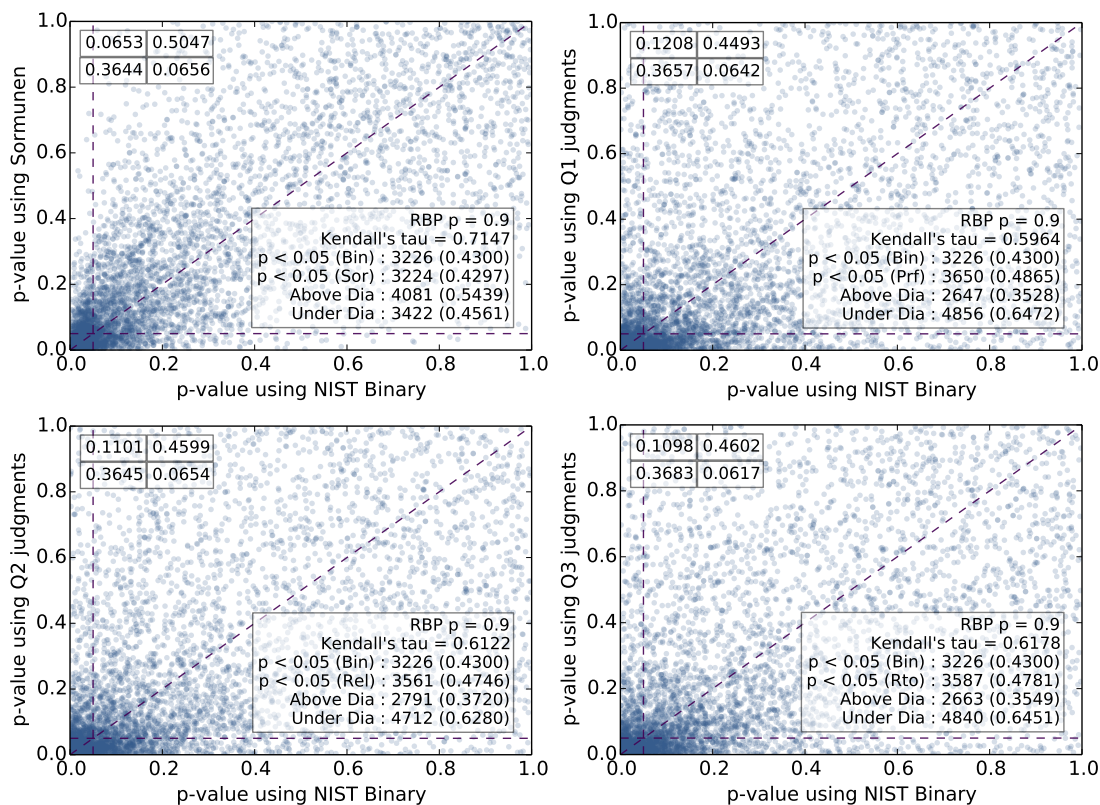 1.0
0.8
0.6
0.4
0.2
0.0
p-value using Sormunen
0.0653 0.5047
0.3644 0.0656
RBP p = 0.9
Kendall's tau = 0.7147
p < 0.05 (Bin) : 3226 (0.4300)
p < 0.05 (Sor) : 3224 (0.4297)
Above Dia : 4081 (0.5439)
Under Dia : 3422 (0.4561)
0.0 0.2 0.4 0.6 0.8 1.0
p-value using NIST Binary
1.0
0.8
0.6
0.4
0.2
0.0
p-value using Q1 judgments
0.1208 0.4493
0.3657 0.0642
RBP p = 0.9
Kendall's tau = 0.5964
p < 0.05 (Bin) : 3226 (0.4300)
p < 0.05 (Prf) : 3650 (0.4865)
Above Dia : 2647 (0.3528)
Under Dia : 4856 (0.6472)
0.0 0.2 0.4 0.6 0.8 1.0
p-value using NIST Binary
1.0
0.8
0.6
0.4
0.2
0.0
p-value using Q2 judgments
0.1101 0.4599
0.3645 0.0654
RBP p = 0.9
Kendall's tau = 0.6122
p < 0.05 (Bin) : 3226 (0.4300)
p < 0.05 (Rel) : 3561 (0.4746)
Above Dia : 2791 (0.3720)
Under Dia : 4712 (0.6280)
0.0 0.2 0.4 0.6 0.8 1.0
p-value using NIST Binary
1.0
0.8
0.6
0.4
0.2
0.0
p-value using Q3 judgments
0.1098 0.4602
0.3683 0.0617
RBP p = 0.9
Kendall's tau = 0.6178
p < 0.05 (Bin) : 3226 (0.4300)
p < 0.05 (Rto) : 3587 (0.4781)
Above Dia : 2663 (0.3549)
Under Dia : 4840 (0.6451)
0.0 0.2 0.4 0.6 0.8 1.0
p-value using NIST Binary